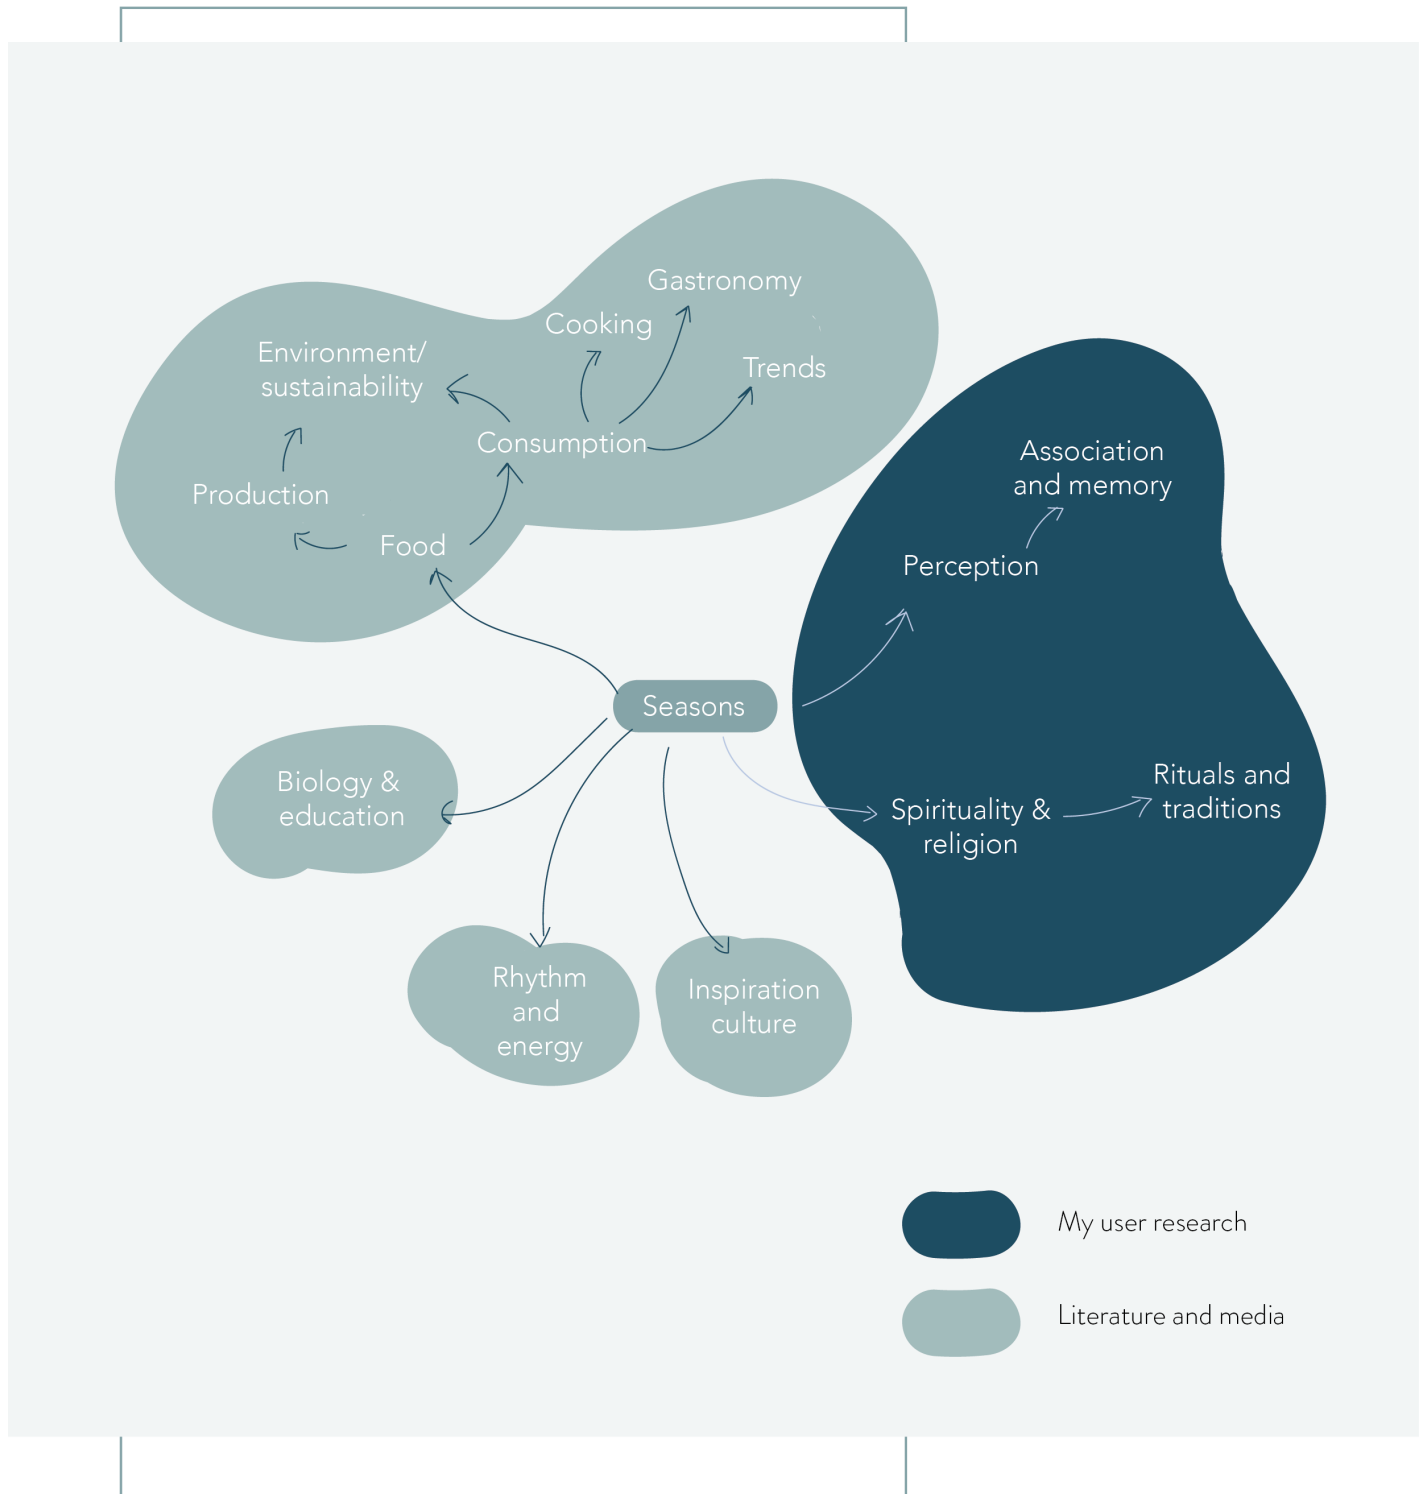 Gastronomy
Cooking
Environment/
sustainability
Trends
Consumption
Production
Food
Association
and memory
Perception
Seasons
Biology &
education
Spirituality &
religion
Rituals and
traditions
Rhythm
and
energy
Inspiration
culture
My user research
Literature and media